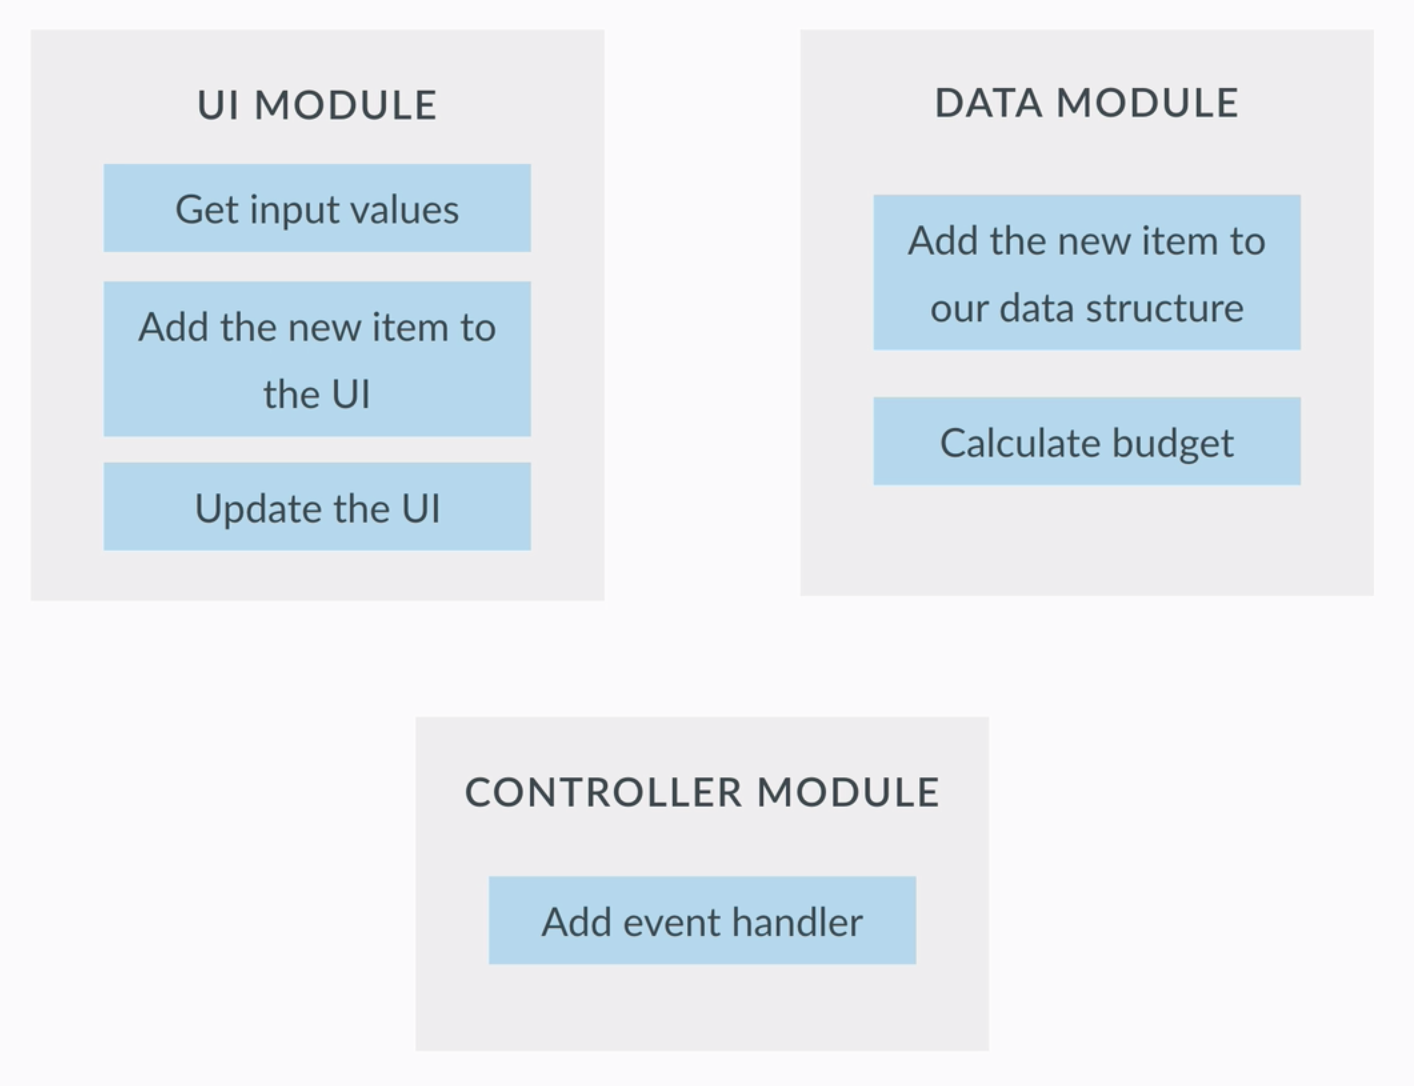 UI MODULE
Get input values
Add the new item to
the UI
Update the UI
DATA MODULE
Add the new item to
our data structure
Calculate budget
CONTROLLER MODULE
Add event handler